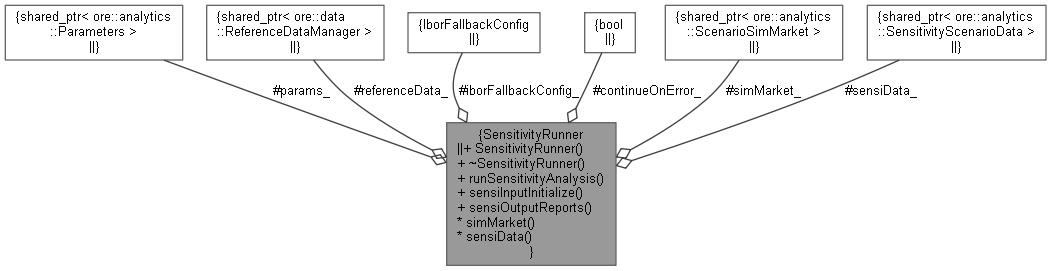 {shared_ptr< ore::analytics
::Parameters >
||}
{shared_ptr< ore::data
::ReferenceDataManager >
||}
{IborFallbackConfig
||}
{bool
||}
{shared_ptr< ore::analytics
::ScenarioSimMarket >
||}
{shared_ptr< ore::analytics
::SensitivityScenarioData >
||}
#params_
#referenceData_
#iborFallbackConfig_
#continueOnError_
#simMarket_
#sensiData_
{SensitivityRunner
||+ SensitivityRunner()
+ ~SensitivityRunner()
+ runSensitivityAnalysis()
+ sensiInputInitialize()
+ sensiOutputReports()
* simMarket()
* sensiData()
}